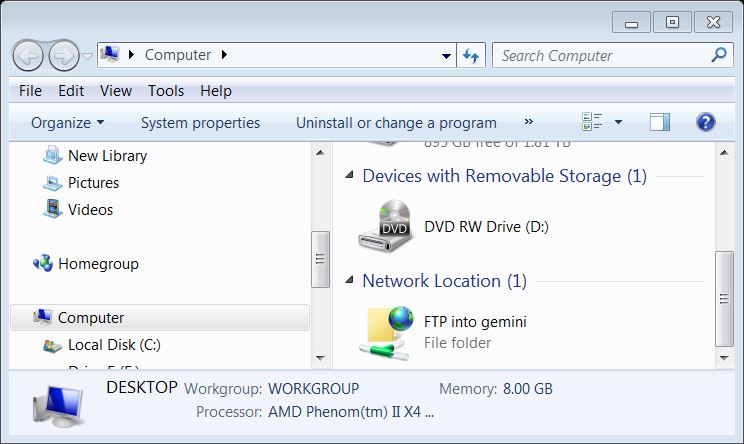 Computer
Search Computer
File Edit View Tools Help
Organize System properties Uninstall or change a program »
New Library
Pictures
Videos
Homegroup
Computer
Local Disk (C:)
895 GB free of 1.81 TB
Devices with Removable Storage (1)
DVD
DVD RW Drive (D:)
Network Location (1)
FTP into gemini
File folder
DESKTOP Workgroup: WORKGROUP Memory: 8.00 GB
Processor: AMD Phenom(tm) II X4 ...